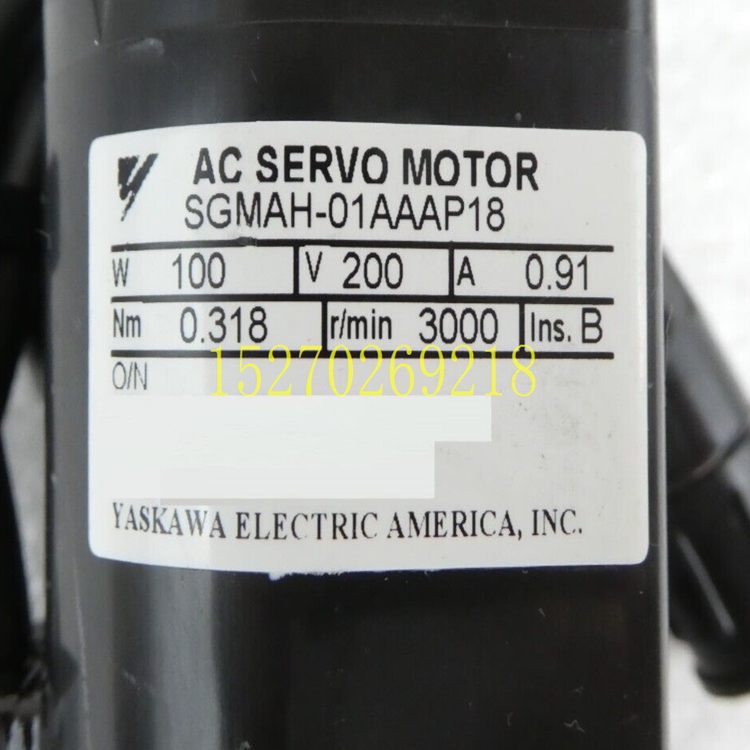 AC SERVO MOTOR
SGMAH-01AAAP18
W 100 V 200 A 0.91
Nm 0.318 r/min 3000 Ins. B
O/N
15270269218
YASKAWA ELECTRIC AMERICA, INC.